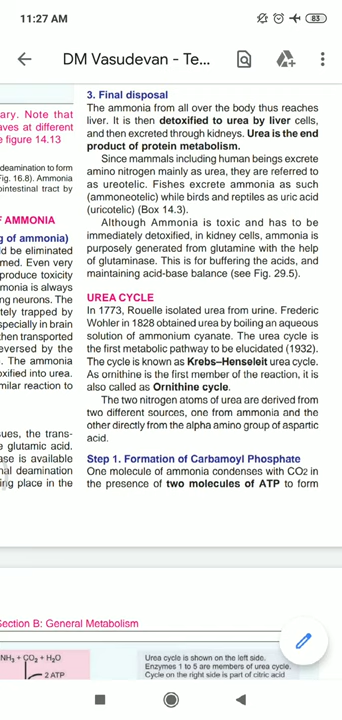 11:27 AM
83
DM Vasudevan - Te...
ary. Note that
aves at different
e figure 14.13
deamination to form
Fig. 16.8). Ammonia
ointestinal tract by
F AMMONIA
g of ammonia)
ld be eliminated
med. Even very
produce toxicity
monia is always
ng neurons. The
tely trapped by
specially in brain
then transported
eversed by the
. The ammonia
oxified into urea.
milar reaction to
ues, the trans-
e glutamic acid.
ase is available
nal deamination
ing place in the
3. Final disposal
The ammonia from all over the body thus reaches
liver. It is then detoxified to urea by liver cells,
and then excreted through kidneys. Urea is the end
product of protein metabolism.
Since mammals including human beings excrete
amino nitrogen mainly as urea, they are referred to
as ureotelic. Fishes excrete ammonia as such
(ammoneotelic) while birds and reptiles as uric acid
(uricotelic) (Box 14.3).
Although Ammonia is toxic and has to be
immediately detoxified, in kidney cells, ammonia is
purposely generated from glutamine with the help
of glutaminase. This is for buffering the acids, and
maintaining acid-base balance (see Fig. 29.5).
UREA CYCLE
In 1773, Rouelle isolated urea from urine. Frederic
Wohler in 1828 obtained urea by boiling an aqueous
solution of ammonium cyanate. The urea cycle is
the first metabolic pathway to be elucidated (1932).
The cycle is known as Krebs–Henseleit urea cycle.
As ornithine is the first member of the reaction, it is
also called as Ornithine cycle.
The two nitrogen atoms of urea are derived from
two different sources, one from ammonia and the
other directly from the alpha amino group of aspartic
acid.
Step 1. Formation of Carbamoyl Phosphate
One molecule of ammonia condenses with CO2 in
the presence of two molecules of ATP to form
Section B: General Metabolism
NH₃ + CO₂ + H₂O
2 ATP
Urea cycle is shown on the left side.
Enzymes 1 to 5 are members of urea cycle.
Cycle on the right side is part of citric acid